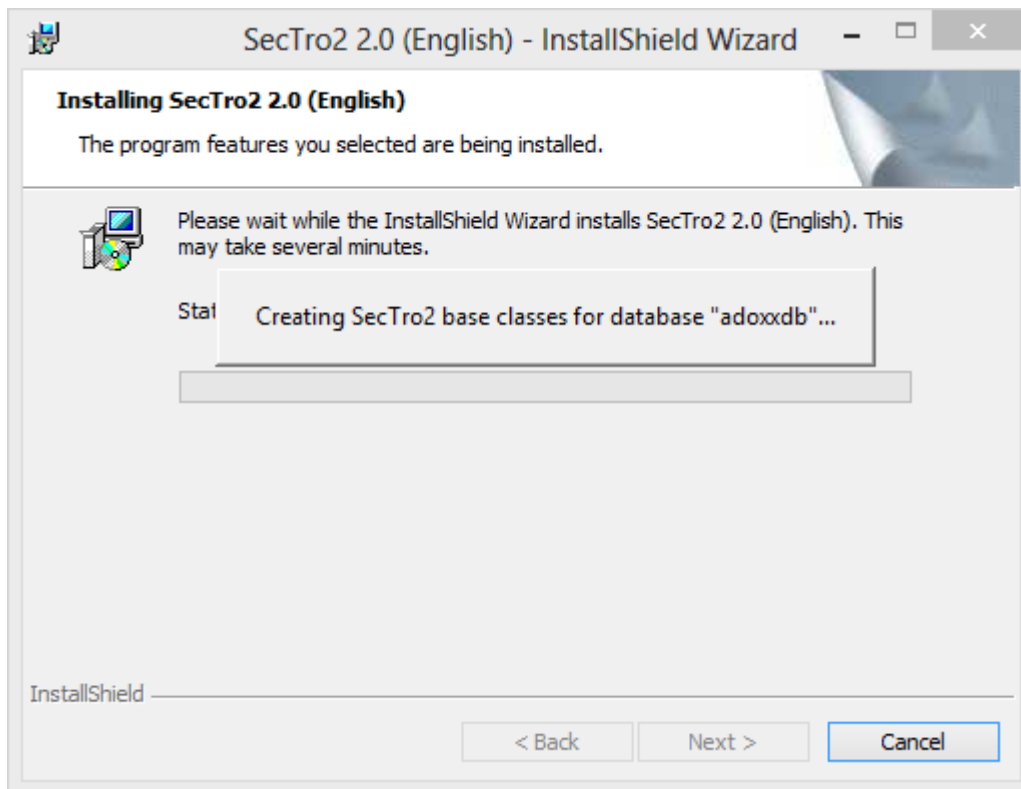 SecTro2 2.0 (English) - InstallShield Wizard
Installing SecTro2 2.0 (English)
The program features you selected are being installed.
Please wait while the InstallShield Wizard installs SecTro2 2.0 (English). This
may take several minutes.
Stat
Creating SecTro2 base classes for database "adoxxdb"...
InstallShield
< Back
Next >
Cancel